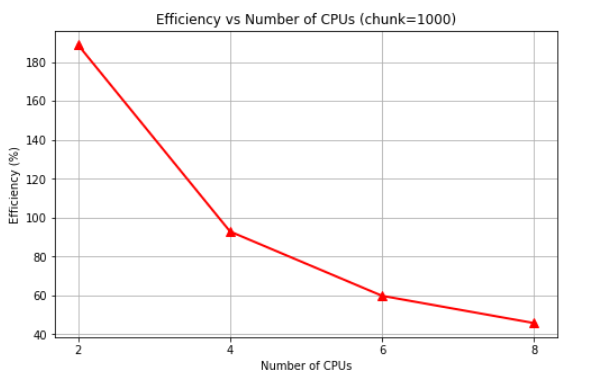 Efficiency vs Number of CPUs (chunk=1000)
180
160
140
120
100
80
60
40
Efficiency (%)
2 4 6 8
Number of CPUs